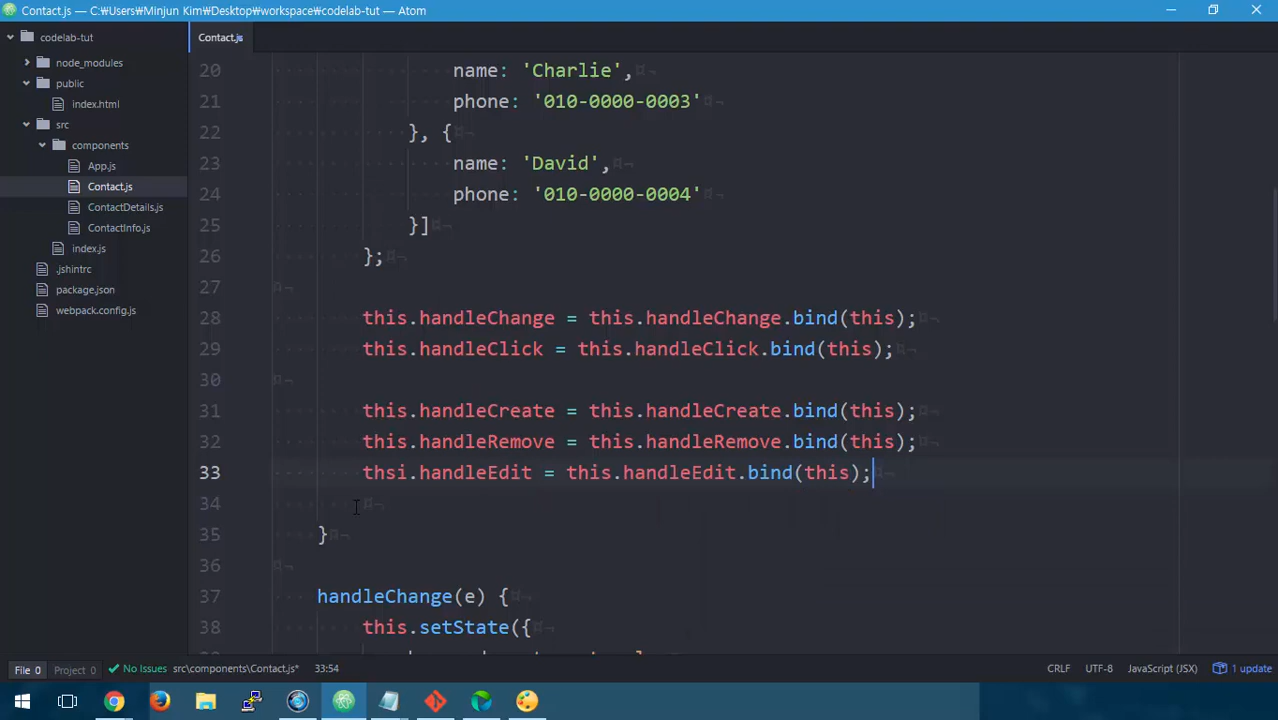 Contact.js — C:₩Users₩Minjun Kim₩Desktop₩workspace₩codelab-tut — Atom
codelab-tut
node_modules
public
index.html
src
components
App.js
Contact.js
ContactDetails.js
ContactInfo.js
index.js
.jshintrc
package.json
webpack.config.js
Contact.js
20 name: 'Charlie',
21 phone: '010-0000-0003'
22 }, {
23 name: 'David',
24 phone: '010-0000-0004'
25 }]
26 };
27
28 this.handleChange = this.handleChange.bind(this);
29 this.handleClick = this.handleClick.bind(this);
30
31 this.handleCreate = this.handleCreate.bind(this);
32 this.handleRemove = this.handleRemove.bind(this);
33 thsi.handleEdit = this.handleEdit.bind(this);
34
35 }
36
37 handleChange(e) {
38 this.setState({
File 0 Project 0 No Issues src\components\Contact.js* 33:54 CRLF UTF-8 JavaScript (JSX) 1 update